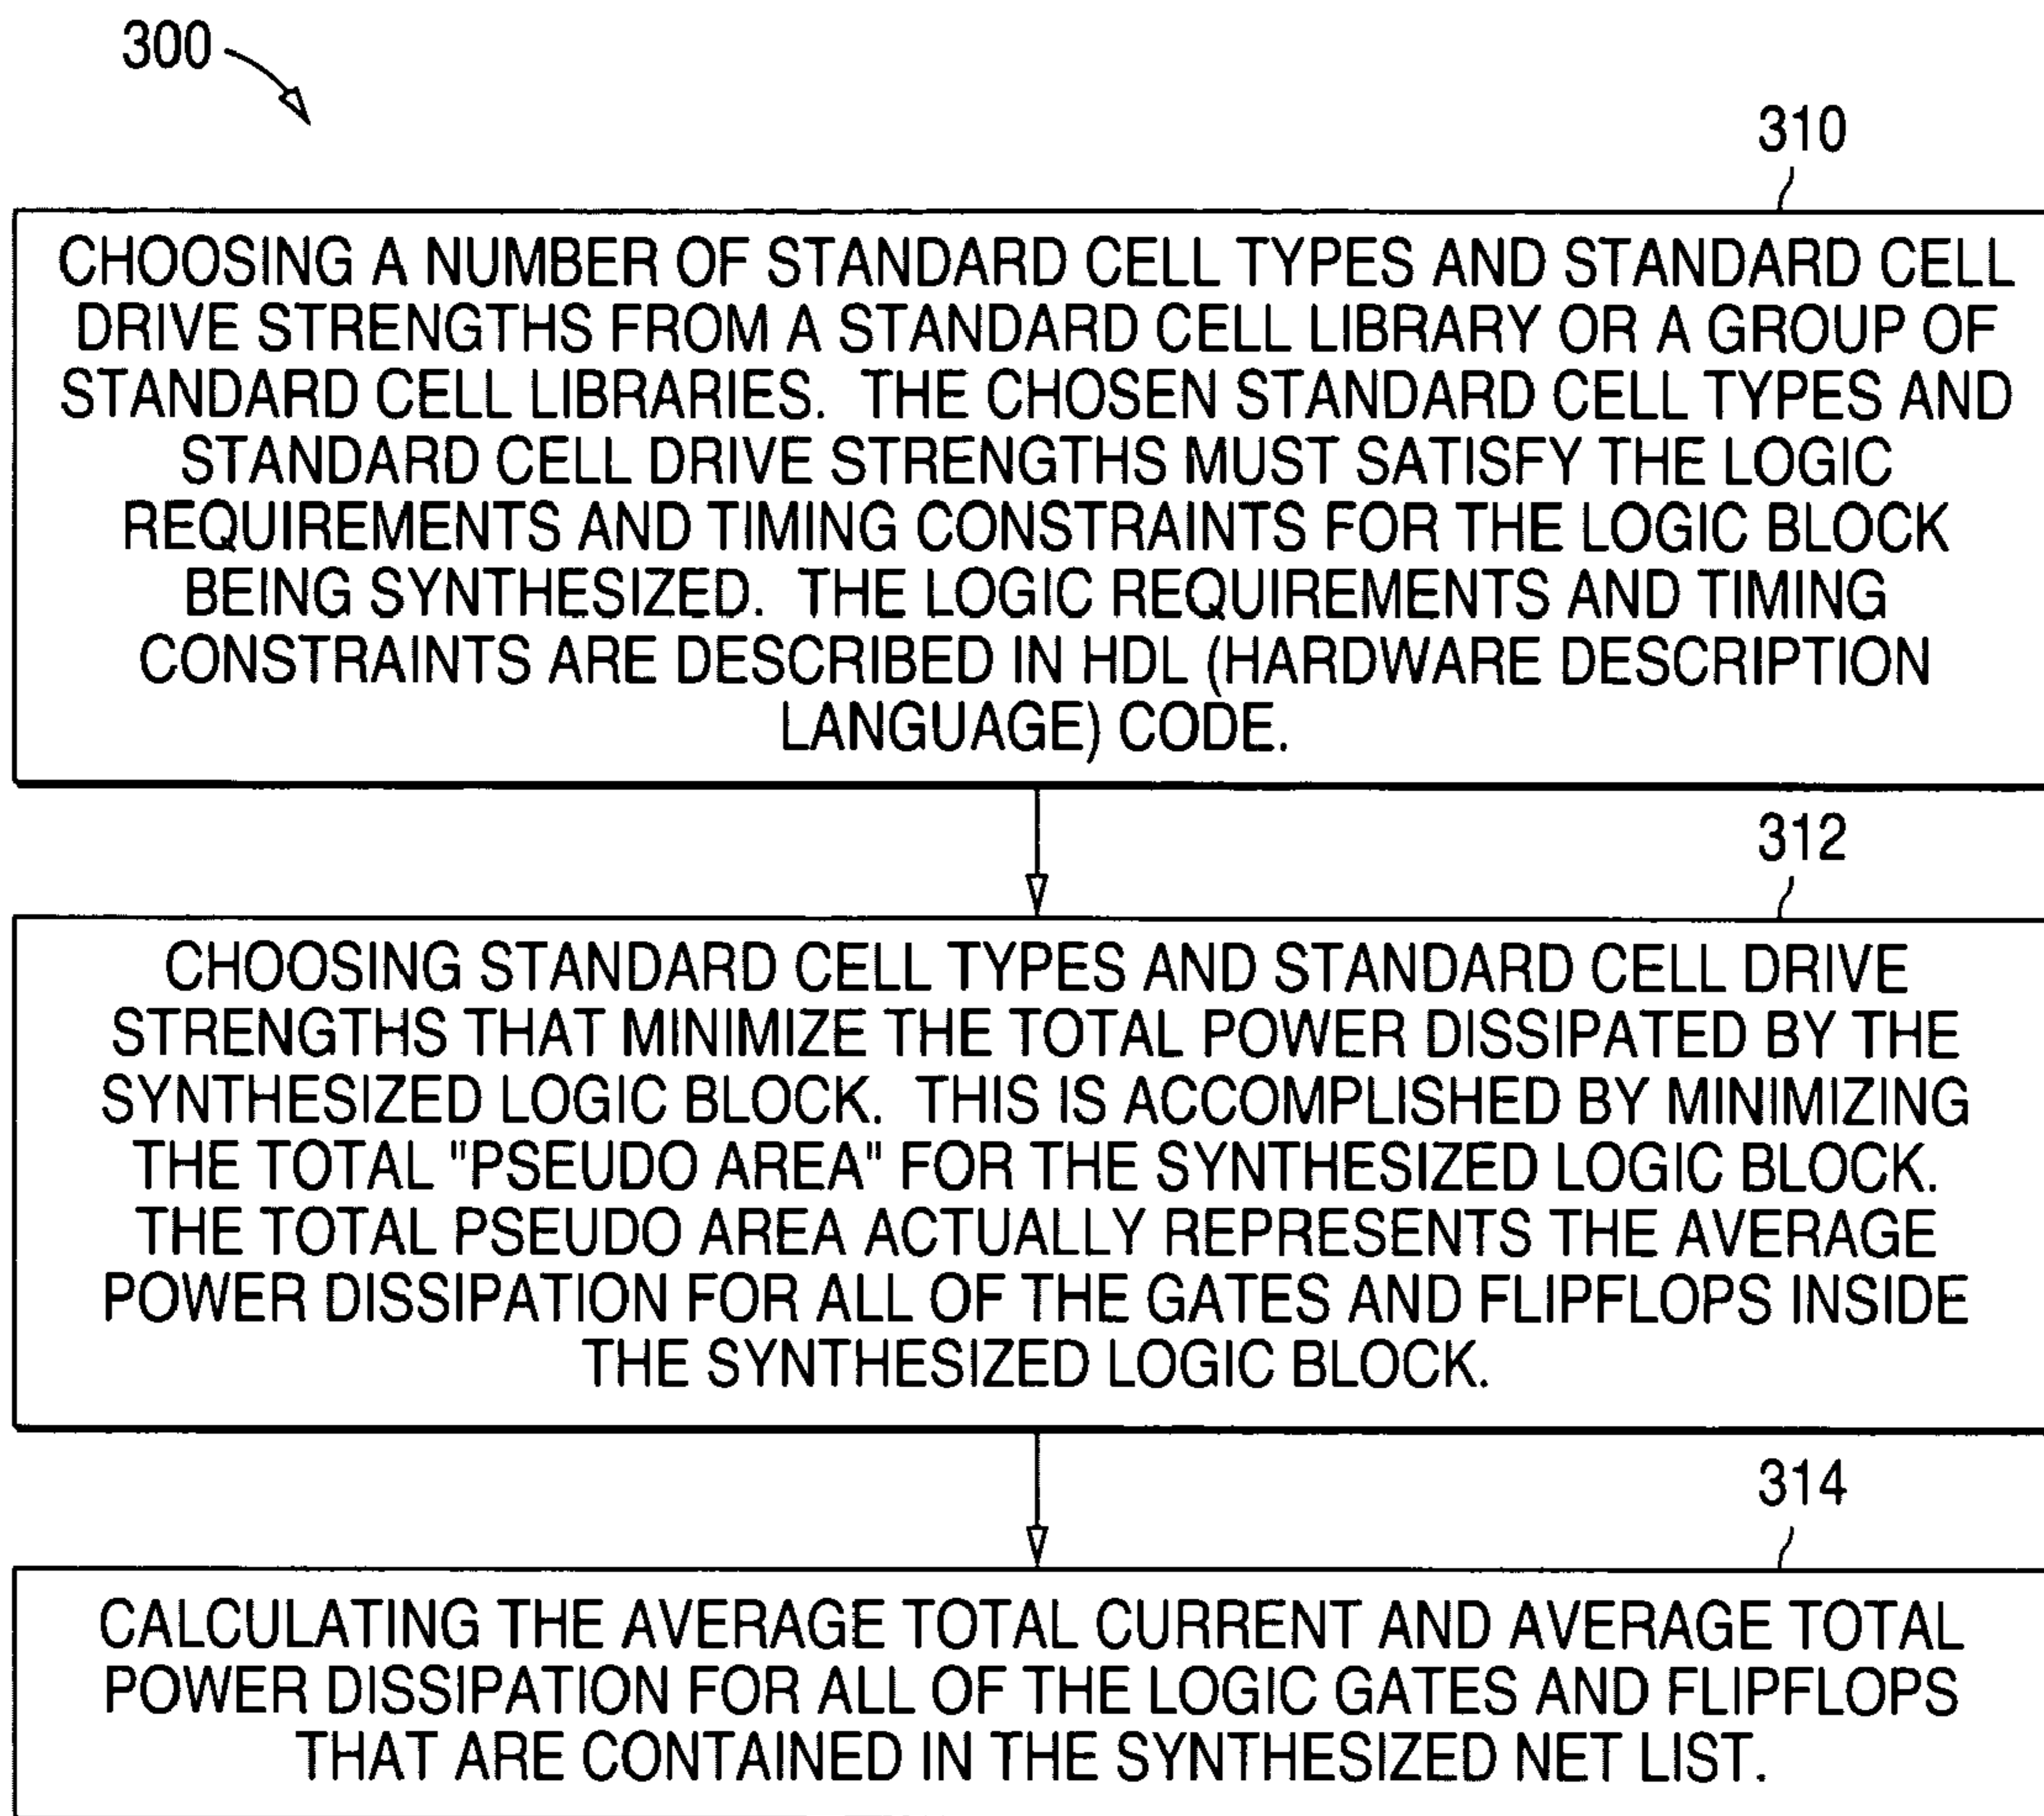 300
310
CHOOSING A NUMBER OF STANDARD CELL TYPES AND STANDARD CELL
DRIVE STRENGTHS FROM A STANDARD CELL LIBRARY OR A GROUP OF
STANDARD CELL LIBRARIES. THE CHOSEN STANDARD CELL TYPES AND
STANDARD CELL DRIVE STRENGTHS MUST SATISFY THE LOGIC
REQUIREMENTS AND TIMING CONSTRAINTS FOR THE LOGIC BLOCK
BEING SYNTHESIZED. THE LOGIC REQUIREMENTS AND TIMING
CONSTRAINTS ARE DESCRIBED IN HDL (HARDWARE DESCRIPTION
LANGUAGE) CODE.
312
CHOOSING STANDARD CELL TYPES AND STANDARD CELL DRIVE
STRENGTHS THAT MINIMIZE THE TOTAL POWER DISSIPATED BY THE
SYNTHESIZED LOGIC BLOCK. THIS IS ACCOMPLISHED BY MINIMIZING
THE TOTAL "PSEUDO AREA" FOR THE SYNTHESIZED LOGIC BLOCK.
THE TOTAL PSEUDO AREA ACTUALLY REPRESENTS THE AVERAGE
POWER DISSIPATION FOR ALL OF THE GATES AND FLIPFLOPS INSIDE
THE SYNTHESIZED LOGIC BLOCK.
314
CALCULATING THE AVERAGE TOTAL CURRENT AND AVERAGE TOTAL
POWER DISSIPATION FOR ALL OF THE LOGIC GATES AND FLIPFLOPS
THAT ARE CONTAINED IN THE SYNTHESIZED NET LIST.